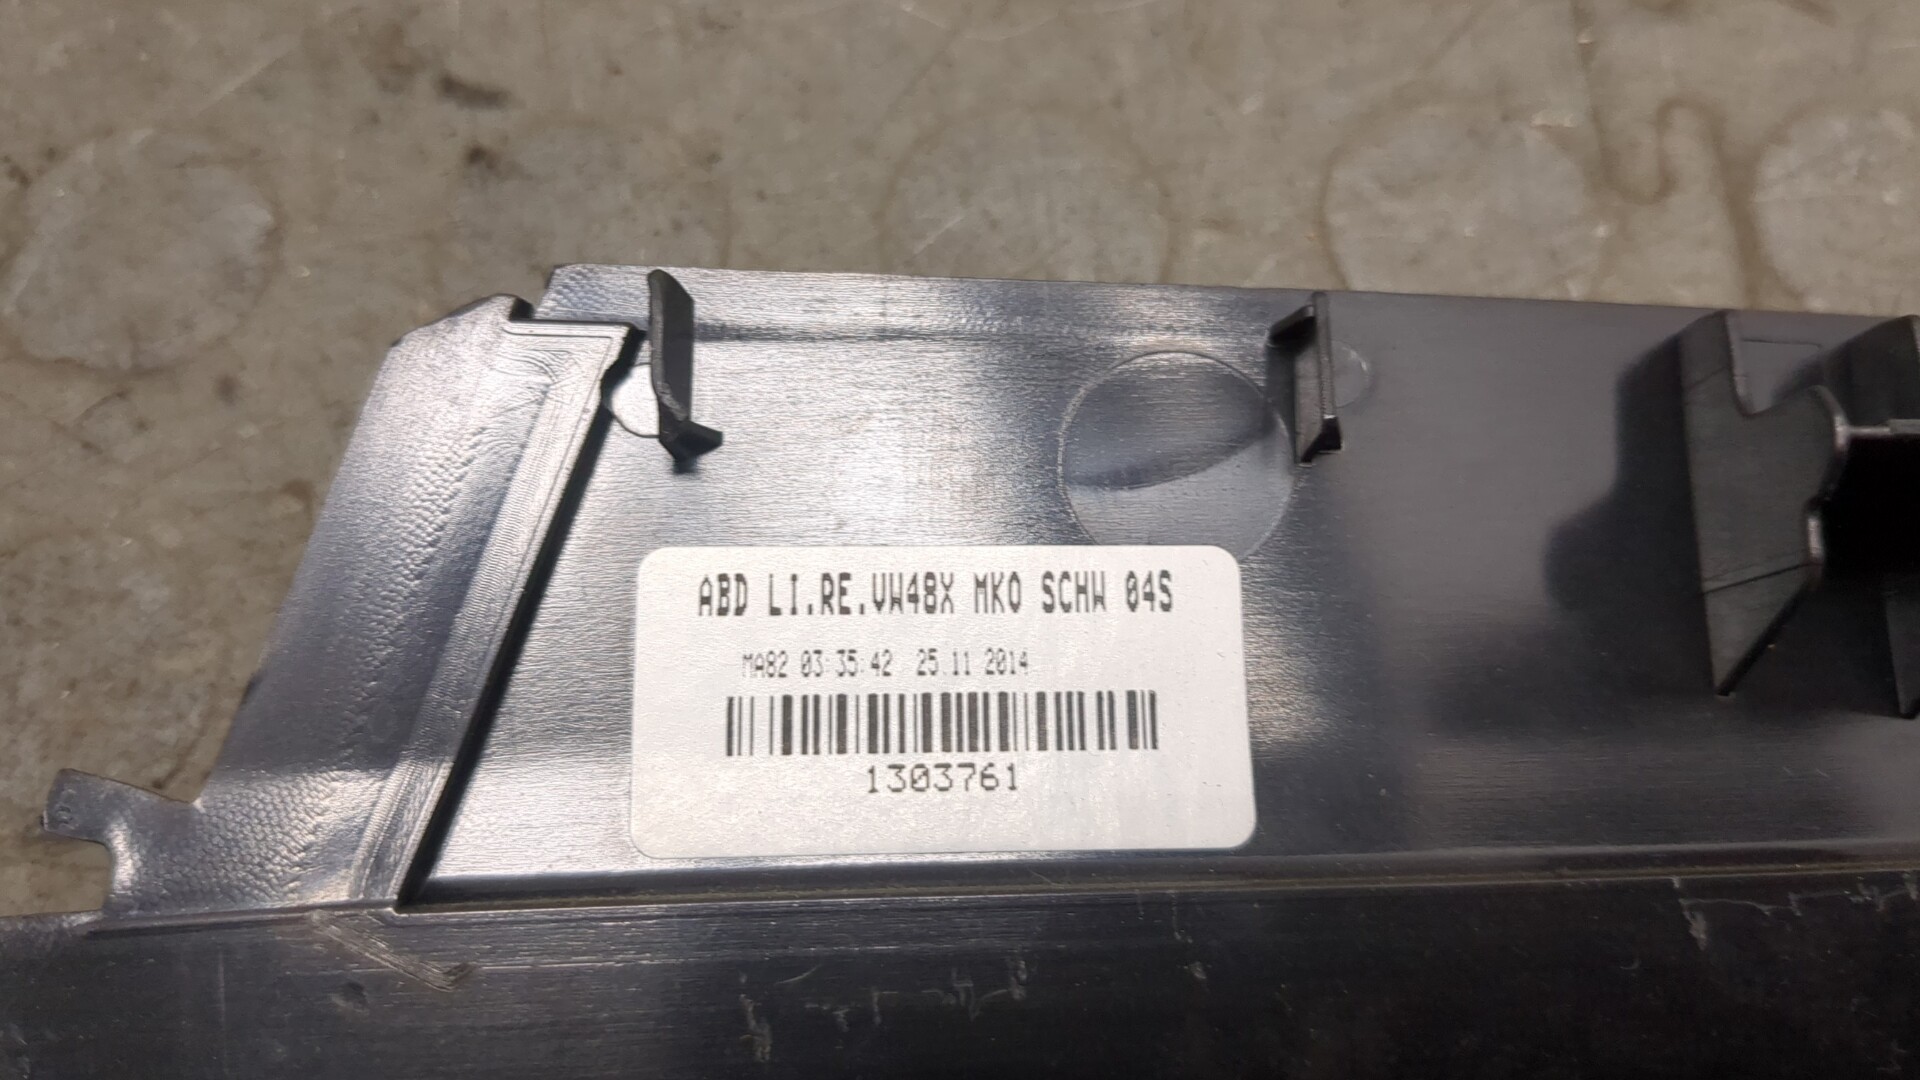 ABD LI.RE.VW48X MKO SCHW 04S
MA82 03:35:42 25.11.2014
1303761